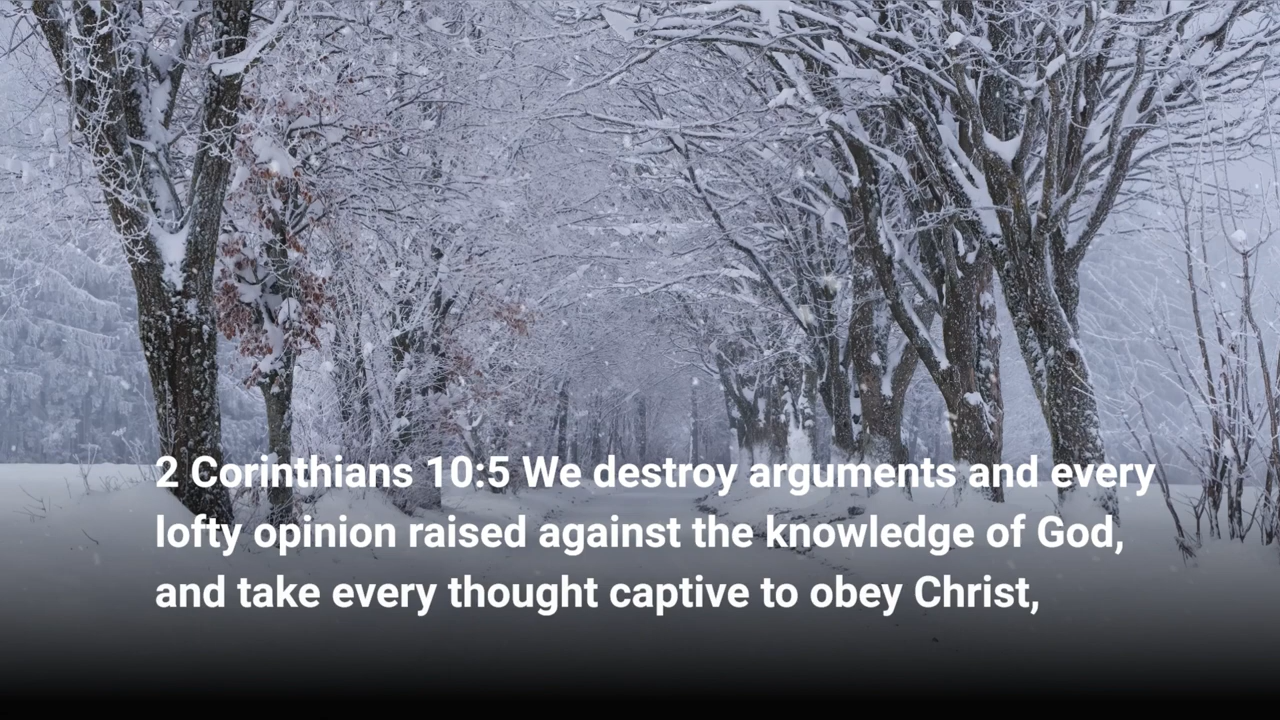 2 Corinthians 10:5 We destroy arguments and every
lofty opinion raised against the knowledge of God,
and take every thought captive to obey Christ,